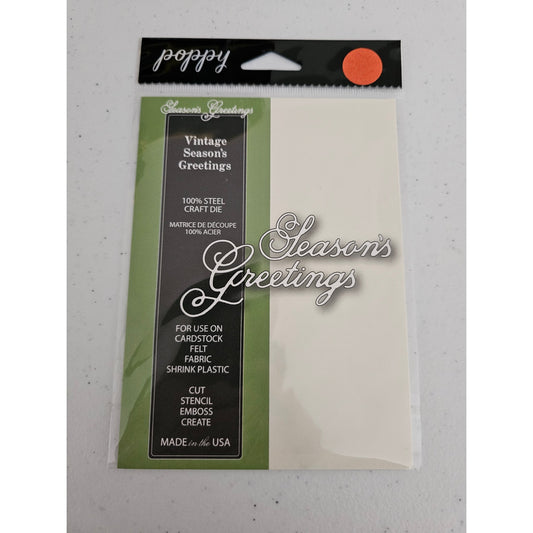 poppy
Season's Greetings
Vintage
Season's
Greetings
100% STEEL
CRAFT DIE
MATRICE DE DÉCOUPE
100% ACIER
Season's
Greetings
FOR USE ON
CARDSTOCK
FELT
FABRIC
SHRINK PLASTIC
CUT
STENCIL
EMBOSS
CREATE
MADE in the USA